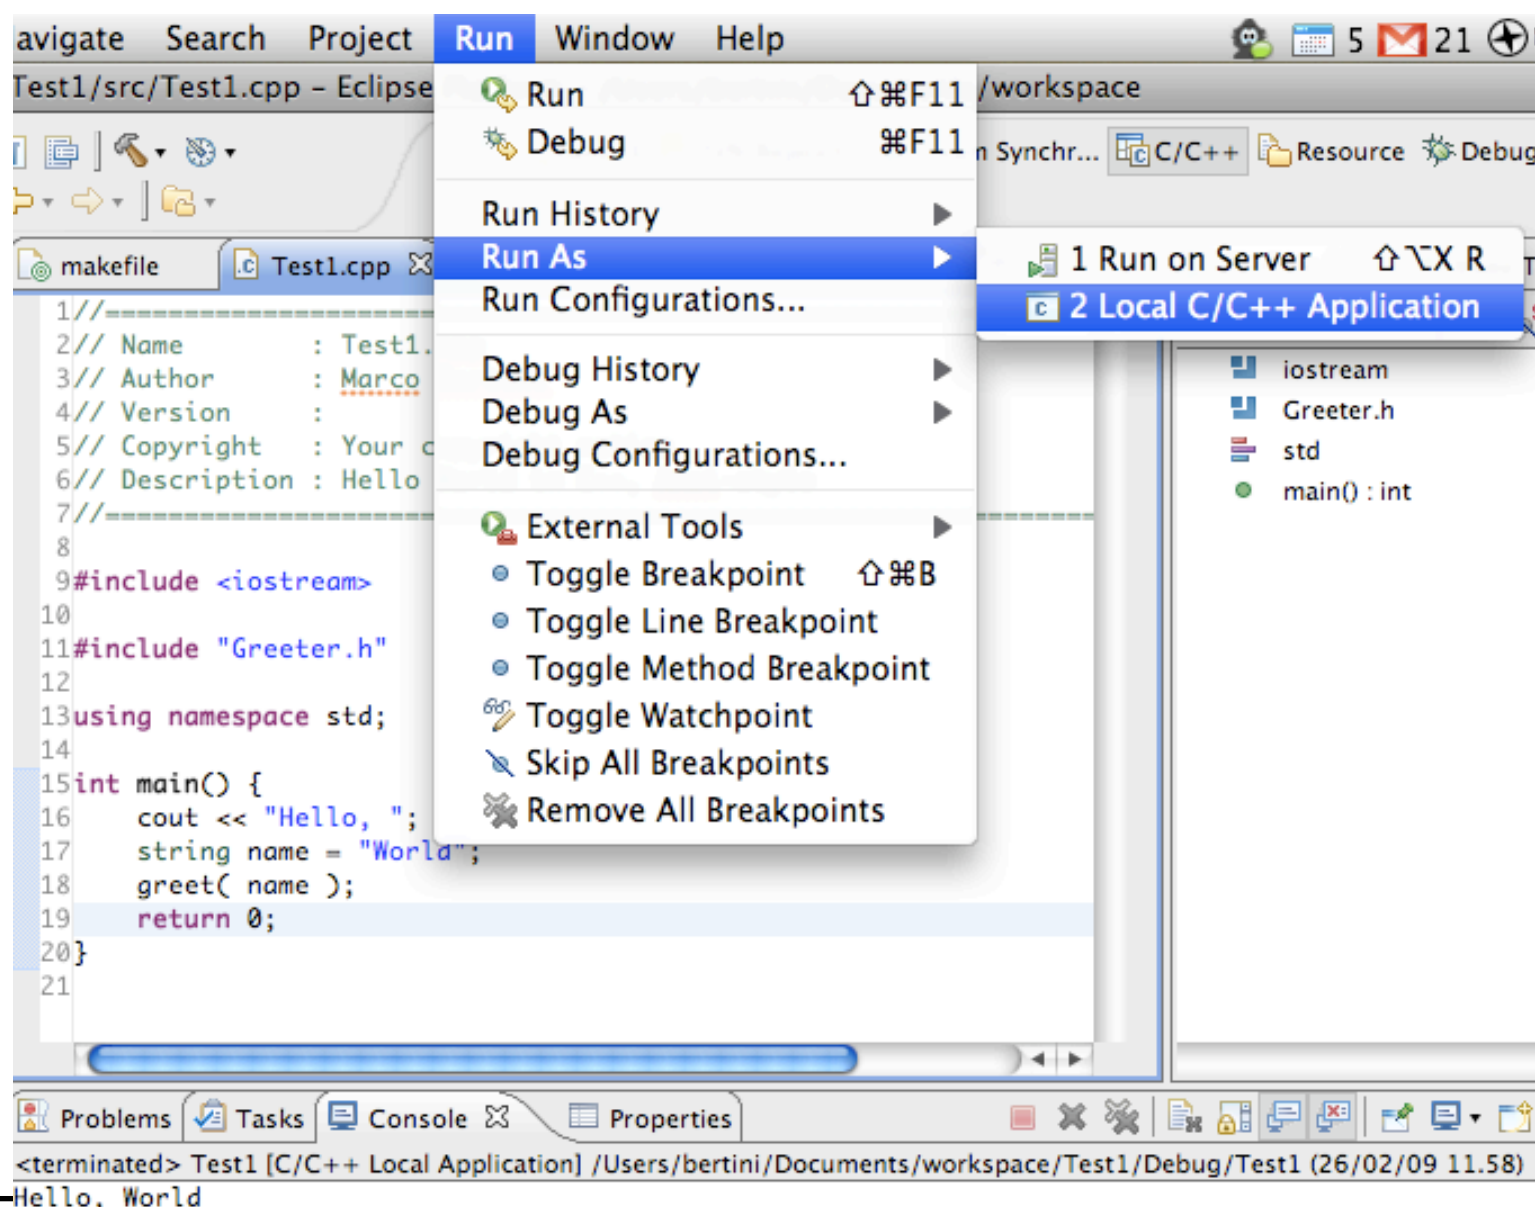 avigate Search Project Run Window Help 5 21
Test1/src/Test1.cpp – Eclipse /workspace
Run ⇧⌘F11
Debug ⌘F11
n Synchr... C/C++ Resource Debug
Run History
Run As
Run Configurations...
1 Run on Server ⇧⌥X R
2 Local C/C++ Application
Debug History
Debug As
Debug Configurations...
External Tools
Toggle Breakpoint ⇧⌘B
Toggle Line Breakpoint
Toggle Method Breakpoint
Toggle Watchpoint
Skip All Breakpoints
Remove All Breakpoints
makefile Test1.cpp
1//=====================
2// Name : Test1.
3// Author : Marco
4// Version :
5// Copyright : Your c
6// Description : Hello
7//=====================
8
9#include <iostream>
10
11#include "Greeter.h"
12
13using namespace std;
14
15int main() {
16 cout << "Hello, ";
17 string name = "World";
18 greet( name );
19 return 0;
20}
21
iostream
Greeter.h
std
main() : int
Problems Tasks Console Properties
<terminated> Test1 [C/C++ Local Application] /Users/bertini/Documents/workspace/Test1/Debug/Test1 (26/02/09 11.58)
Hello, World